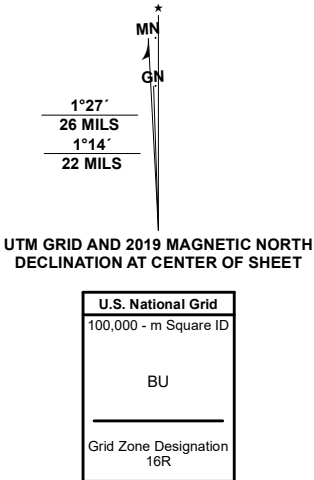 MN
GN
1°27´
26 MILS
1°14´
22 MILS
UTM GRID AND 2019 MAGNETIC NORTH
DECLINATION AT CENTER OF SHEET
U.S. National Grid
100,000 - m Square ID
BU
Grid Zone Designation
16R